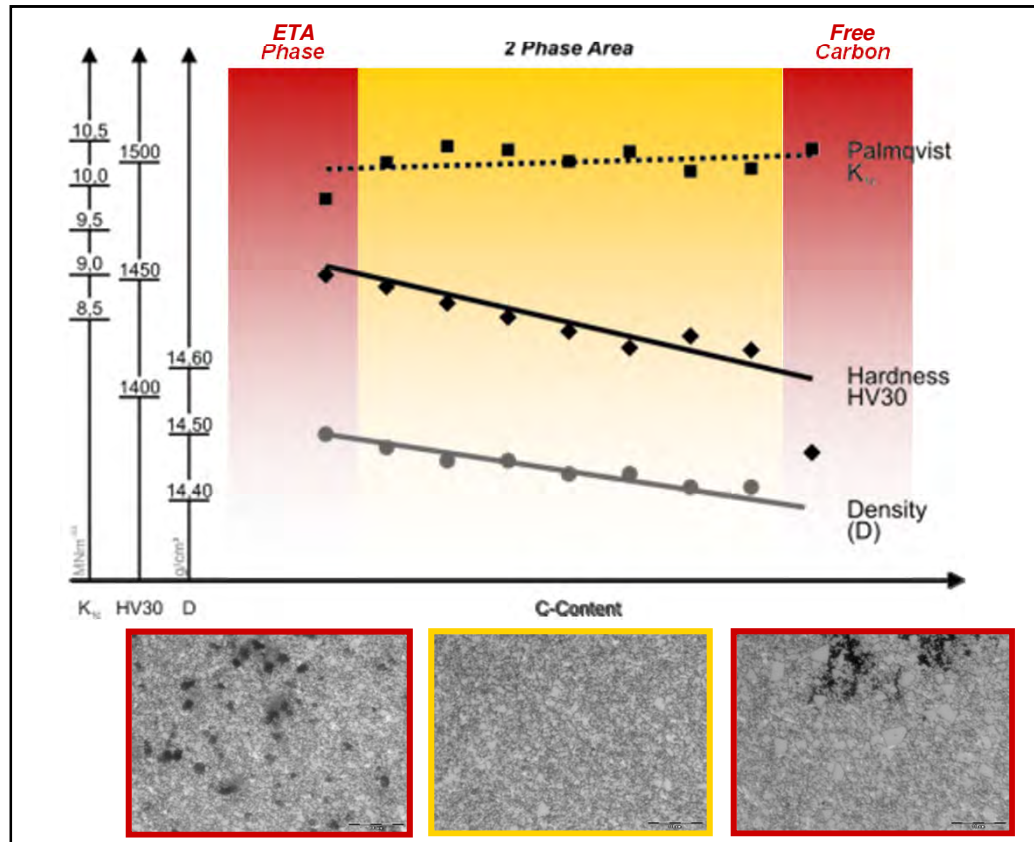 ETA
Phase
2 Phase Area
Free
Carbon
10,5
10,0
9,5
9,0
8,5
1500
1450
1400
14,60
14,50
14,40
Palmqvist
K
Hardness
HV30
Density
(D)
g/cm³
K HV30 D
C-Content